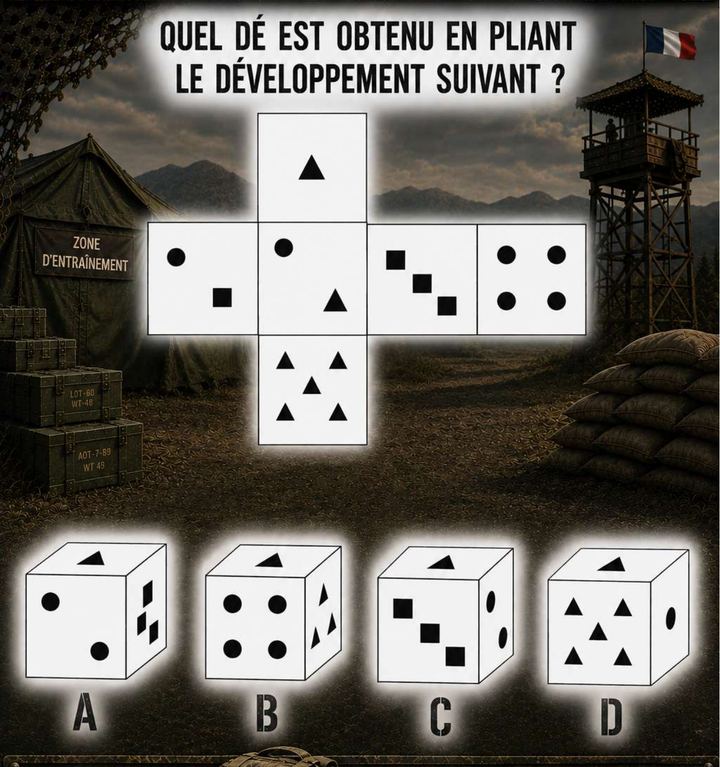 QUEL DÉ EST OBTENU EN PLIANT
LE DÉVELOPPEMENT SUIVANT ?
ZONE
D'ENTRAÎNEMENT
LOT-60
WT-48
AOT-7-89
WT 49
A
B
C
D